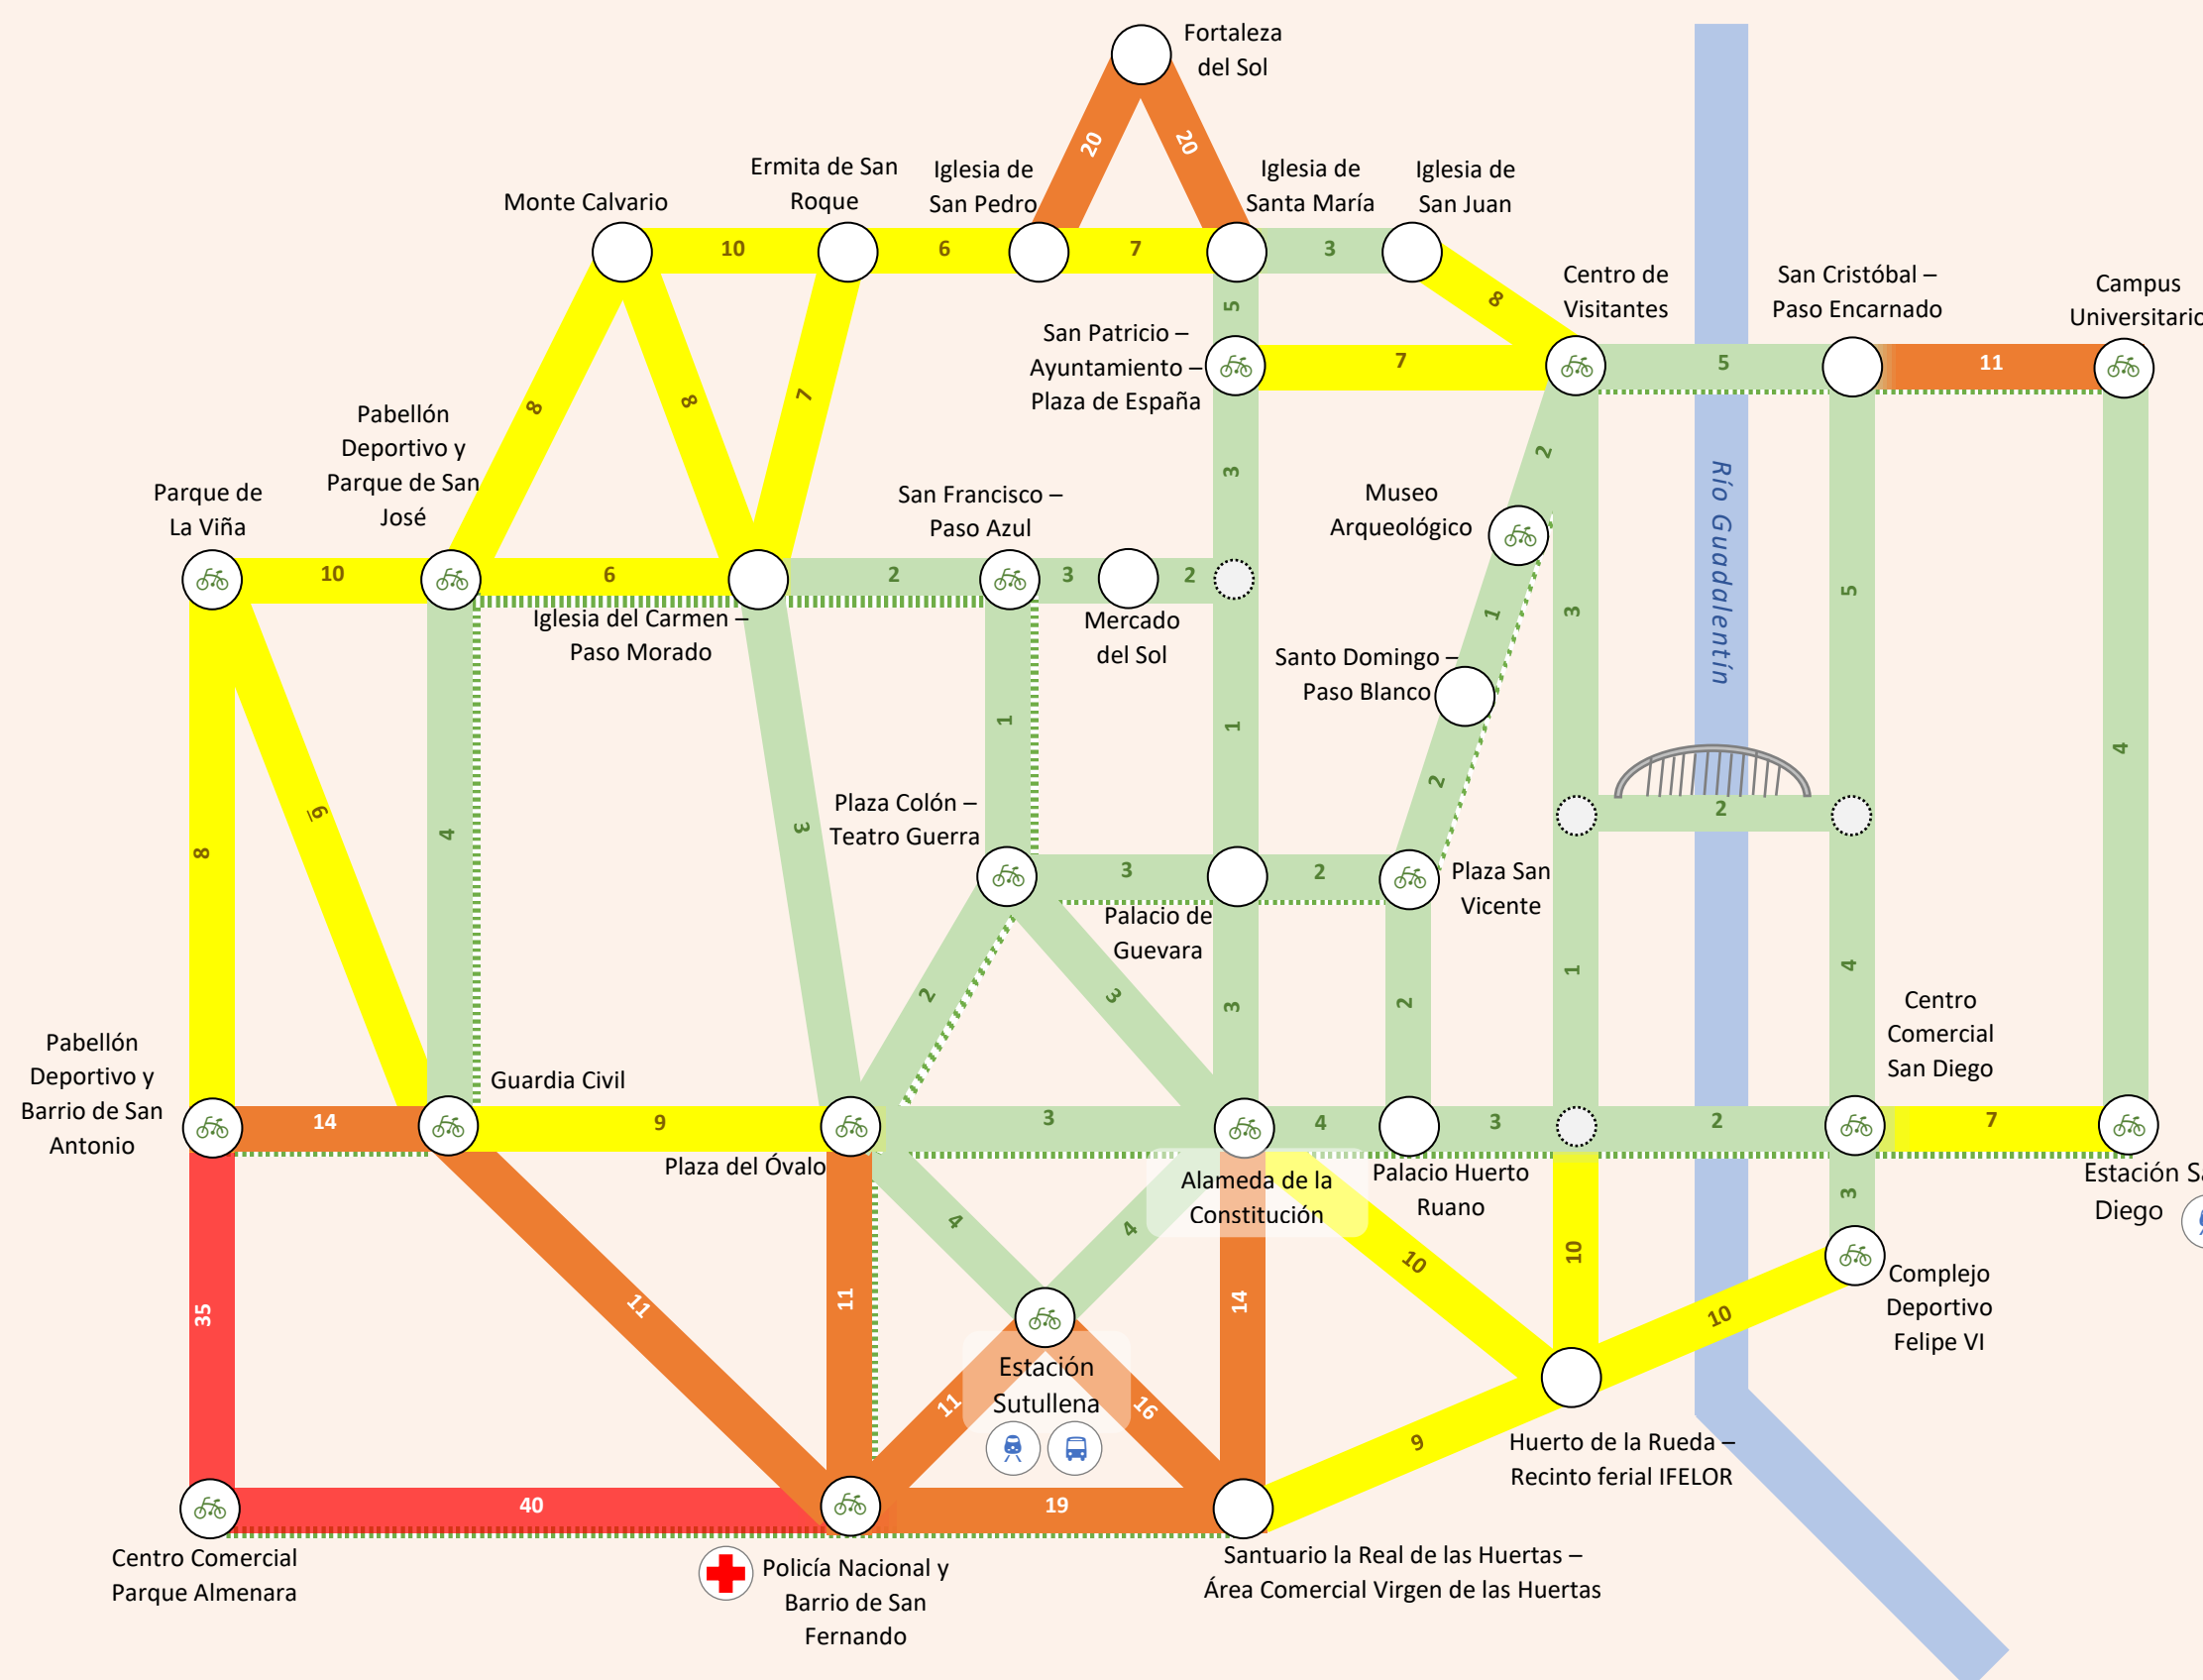 Fortaleza
del Sol
20
20
Monte Calvario
Ermita de San
Roque
Iglesia de
San Pedro
Iglesia de
Santa María
Iglesia de
San Juan
10
6
7
3
8
5
Centro de
Visitantes
San Cristóbal –
Paso Encarnado
Campus
Universitario
San Patricio –
Ayuntamiento –
Plaza de España
7
5
11
8
8
7
3
2
Pabellón
Deportivo y
Parque de San
José
Parque de
La Viña
San Francisco –
Paso Azul
Museo
Arqueológico
Río Guadalentín
10
6
2
3
2
Iglesia del Carmen –
Paso Morado
Mercado
del Sol
1
3
5
Santo Domingo –
Paso Blanco
1
1
2
4
8
9
4
3
Plaza Colón –
Teatro Guerra
2
3
2
Plaza San
Vicente
Palacio de
Guevara
2
3
3
2
1
4
Centro
Comercial
San Diego
Pabellón
Deportivo y
Barrio de San
Antonio
Guardia Civil
14
9
3
4
3
2
7
Plaza del Óvalo
Alameda de la
Constitución
Palacio Huerto
Ruano
Estación Sa
Diego
4
4
3
10
10
Complejo
Deportivo
Felipe VI
35
11
11
14
10
Estación
Sutullena
11
16
9
Huerto de la Rueda –
Recinto ferial IFELOR
40
19
Centro Comercial
Parque Almenara
Policía Nacional y
Barrio de San
Fernando
Santuario la Real de las Huertas –
Área Comercial Virgen de las Huertas